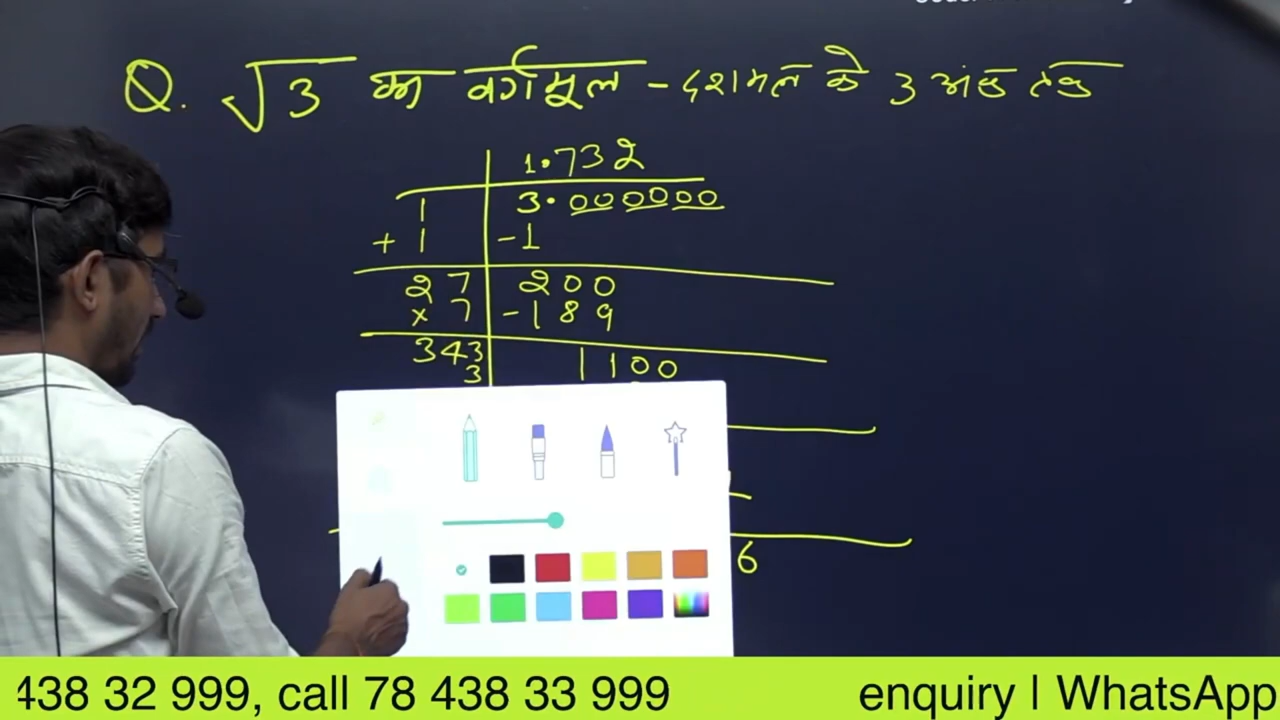 Q. √3 का वर्गमूल - दशमल के 3 अंक तक
1.732
1 3.000000
+ 1 -1
27 200
× 7 -189
343 1100
3
6
438 32 999, call 78 438 33 999 enquiry | WhatsApp